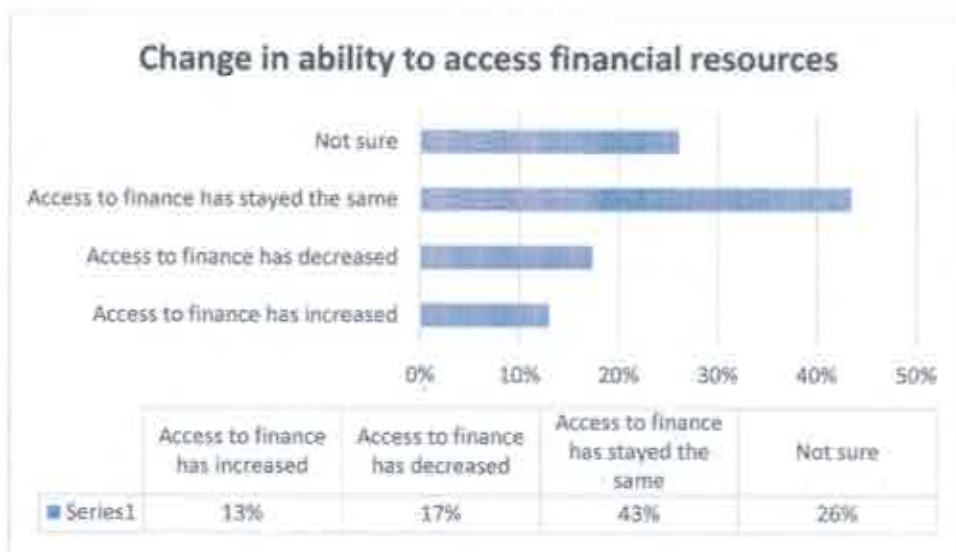 Change in ability to access financial resources
Not sure
Access to finance has stayed the same
Access to finance has decreased
Access to finance has increased
0% 10% 20% 30% 40% 50%
Access to finance has increased
Access to finance has decreased
Access to finance has stayed the same
Not sure
Series1 13% 17% 43% 26%